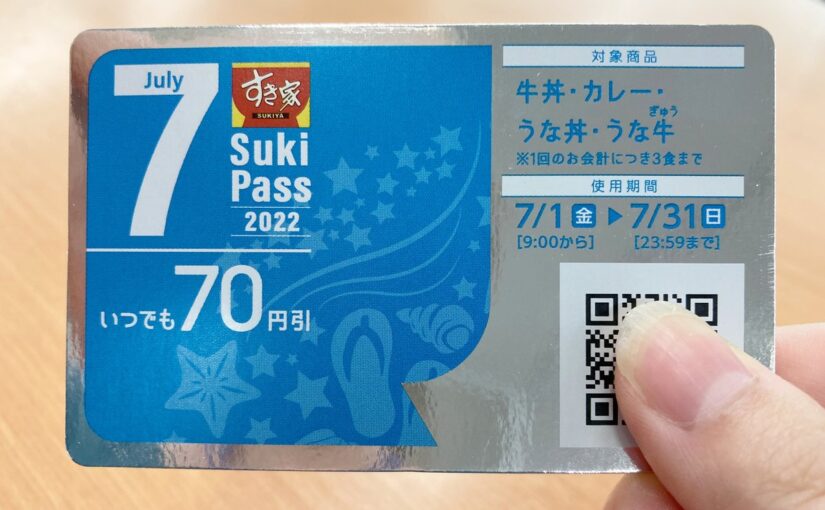 July
7
すき家
SUKIYA
Suki
Pass
2022
いつでも70円引
対象商品
牛丼・カレー・
ぎゅう
うな丼・うな牛
※1回のお会計につき3食まで
使用期間
7/1金▶7/31日
[9:00から] [23:59まで]